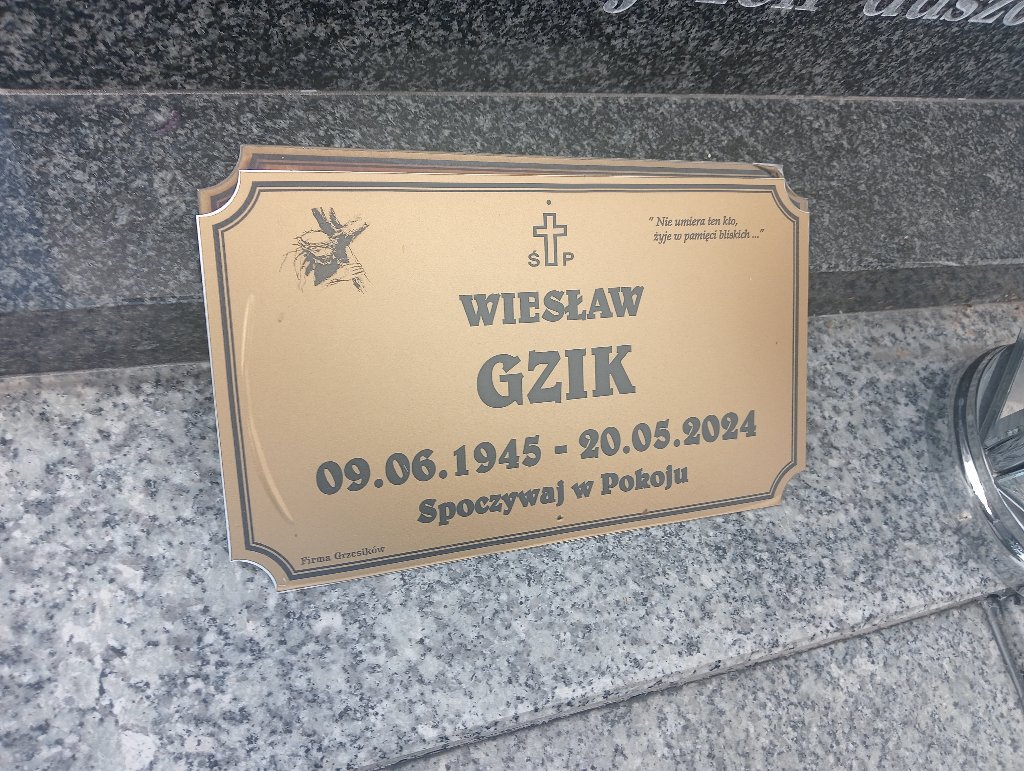 " Nie umiera ten kto,
żyje w pamięci bliskich ..."
Ś P
WIESŁAW
GZIK
09.06.1945 - 20.05.2024
Spoczywaj w Pokoju
Firma Grzesików